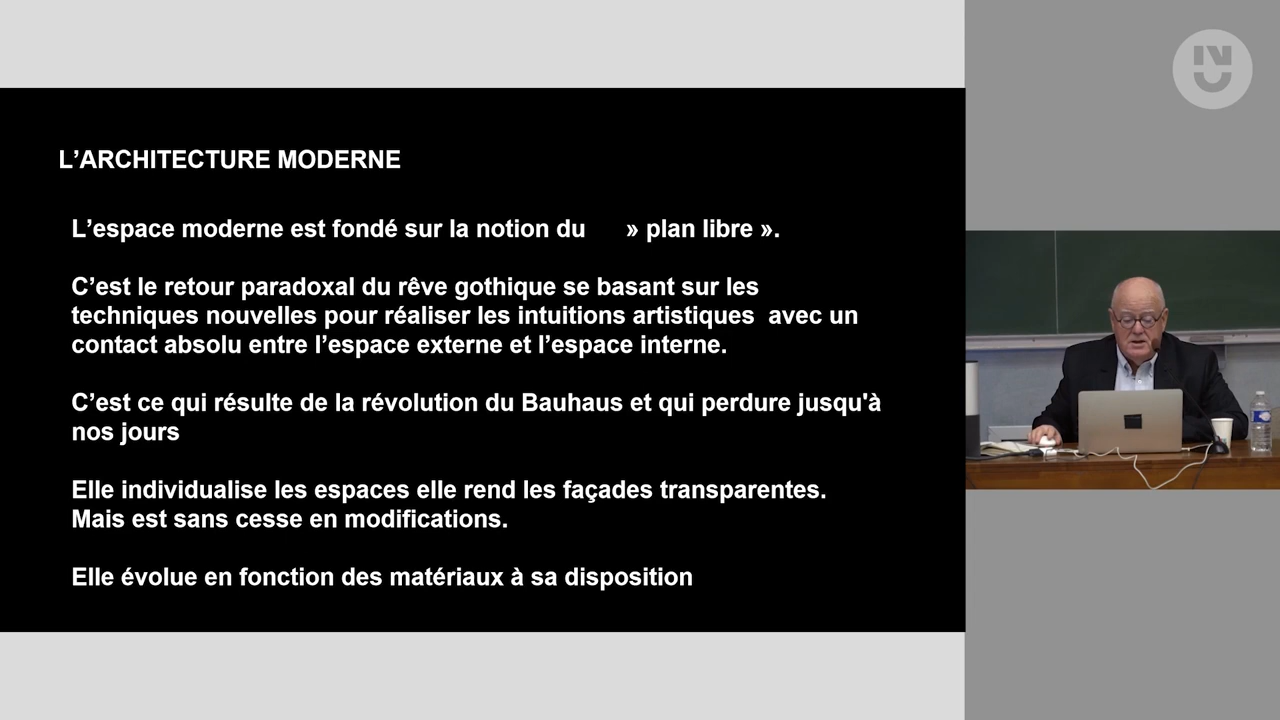 L’ARCHITECTURE MODERNE
L’espace moderne est fondé sur la notion du » plan libre ».
C’est le retour paradoxal du rêve gothique se basant sur les
techniques nouvelles pour réaliser les intuitions artistiques avec un
contact absolu entre l’espace externe et l’espace interne.
C’est ce qui résulte de la révolution du Bauhaus et qui perdure jusqu'à
nos jours
Elle individualise les espaces elle rend les façades transparentes.
Mais est sans cesse en modifications.
Elle évolue en fonction des matériaux à sa disposition